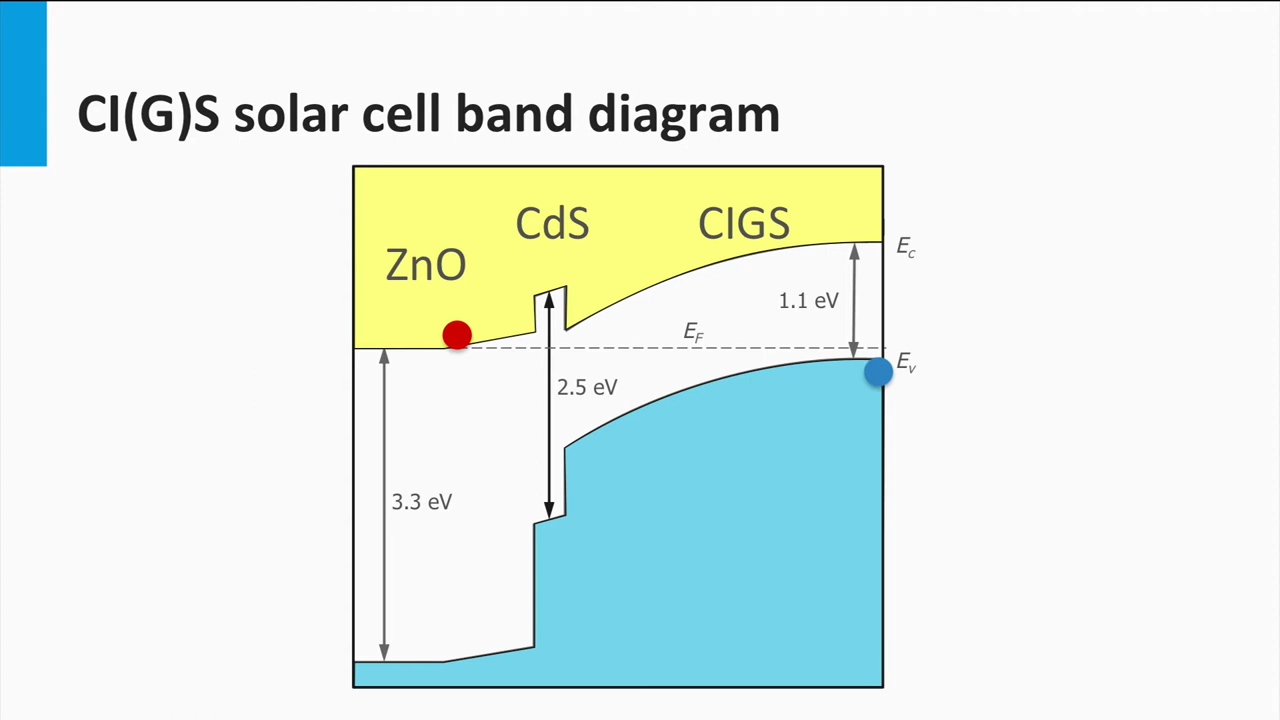 CI(G)S solar cell band diagram
CdS
CIGS
ZnO
Ec
1.1 eV
EF
Ev
2.5 eV
3.3 eV